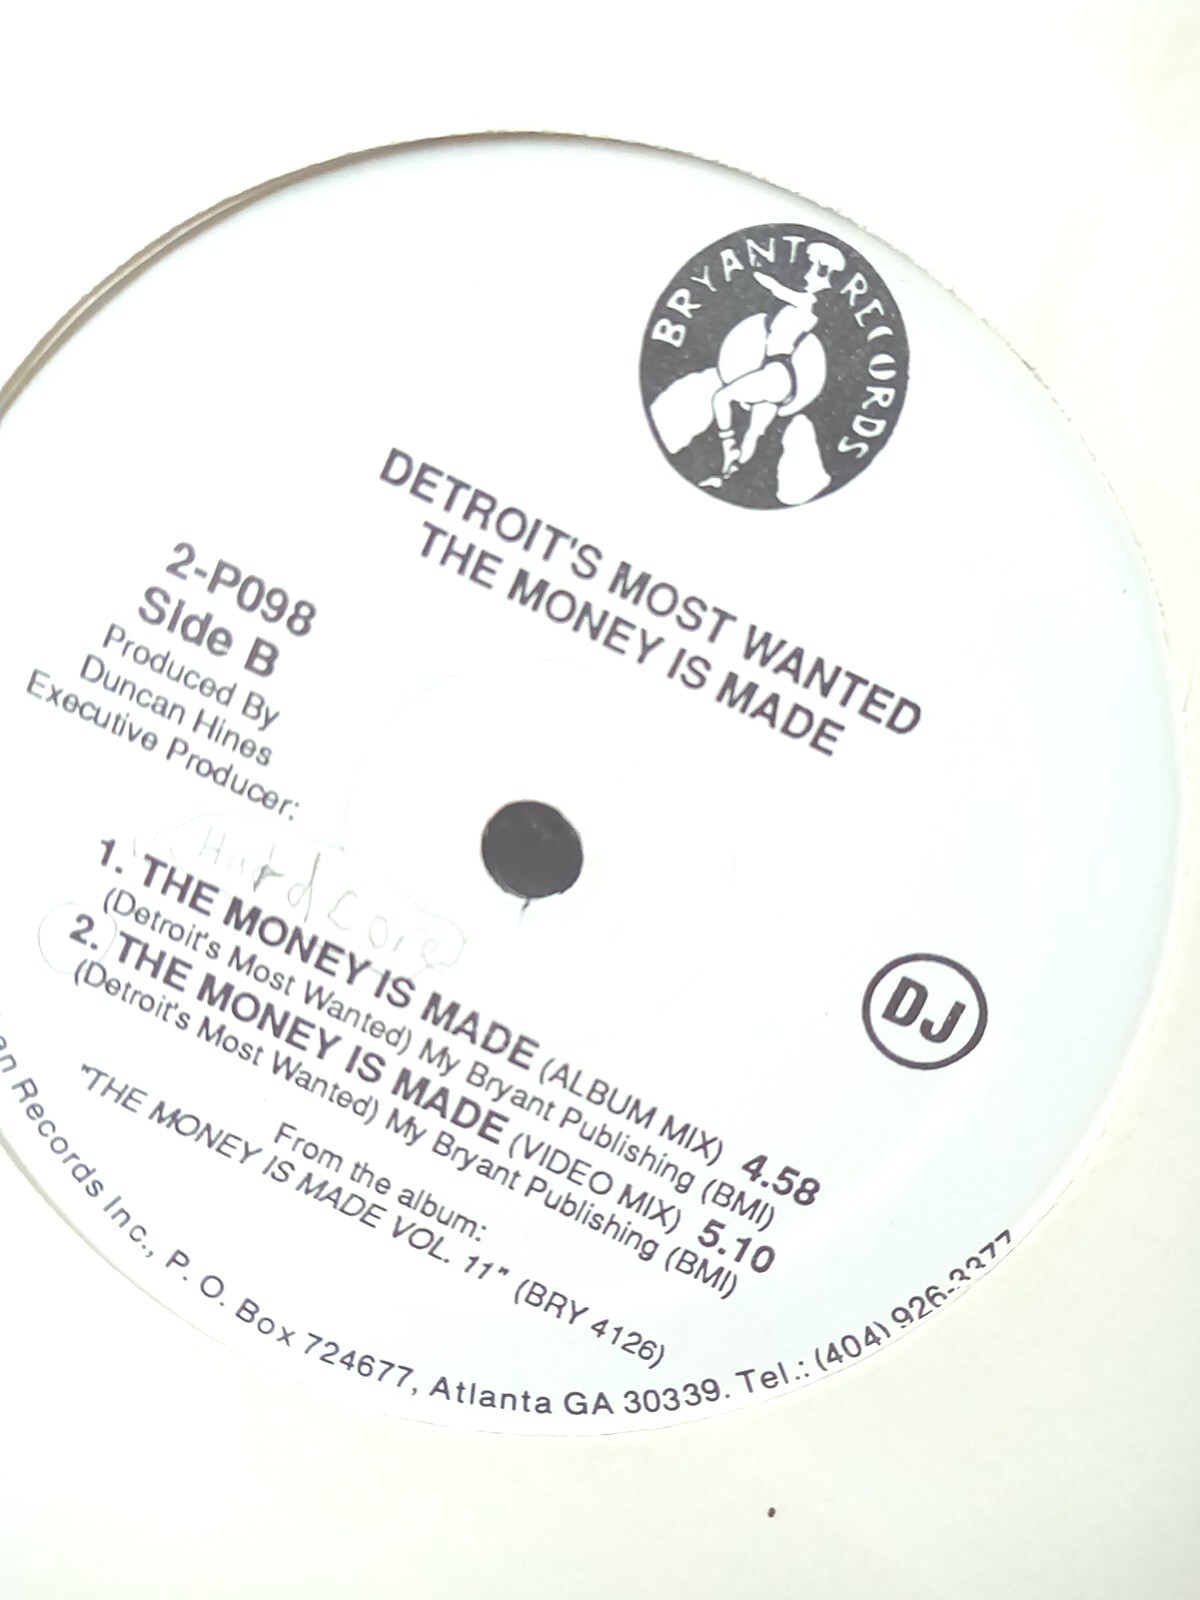 BRYANT RECORDS
DETROIT'S MOST WANTED
THE MONEY IS MADE
2-P098
Side B
Produced By
Duncan Hines
Executive Producer:
Hard Core
1. THE MONEY IS MADE (ALBUM MIX) 4.58
(Detroit's Most Wanted) My Bryant Publishing (BMI)
2. THE MONEY IS MADE (VIDEO MIX) 5.10
(Detroit's Most Wanted) My Bryant Publishing (BMI)
DJ
From the album:
"THE MONEY IS MADE VOL. 11" (BRY 4126)
Records Inc., P. O. Box 724677, Atlanta GA 30339. Tel.: (404) 926-3377